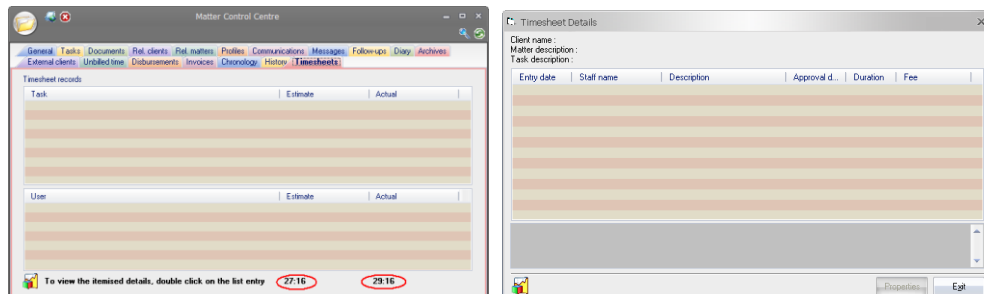 Matter Control Centre
General Tasks Documents Rel. clients Rel. matters Profiles Communications Messages Follow-ups Diary Archives
External clients Unbilled time Disbursements Invoices Chronology History Timesheets
Timesheet records
Task Estimate Actual
User Estimate Actual
To view the itemised details, double click on the list entry 27:16 29:16
Timesheet Details
Client name :
Matter description :
Task description :
Entry date Staff name Description Approval d... Duration Fee
Properties Exit